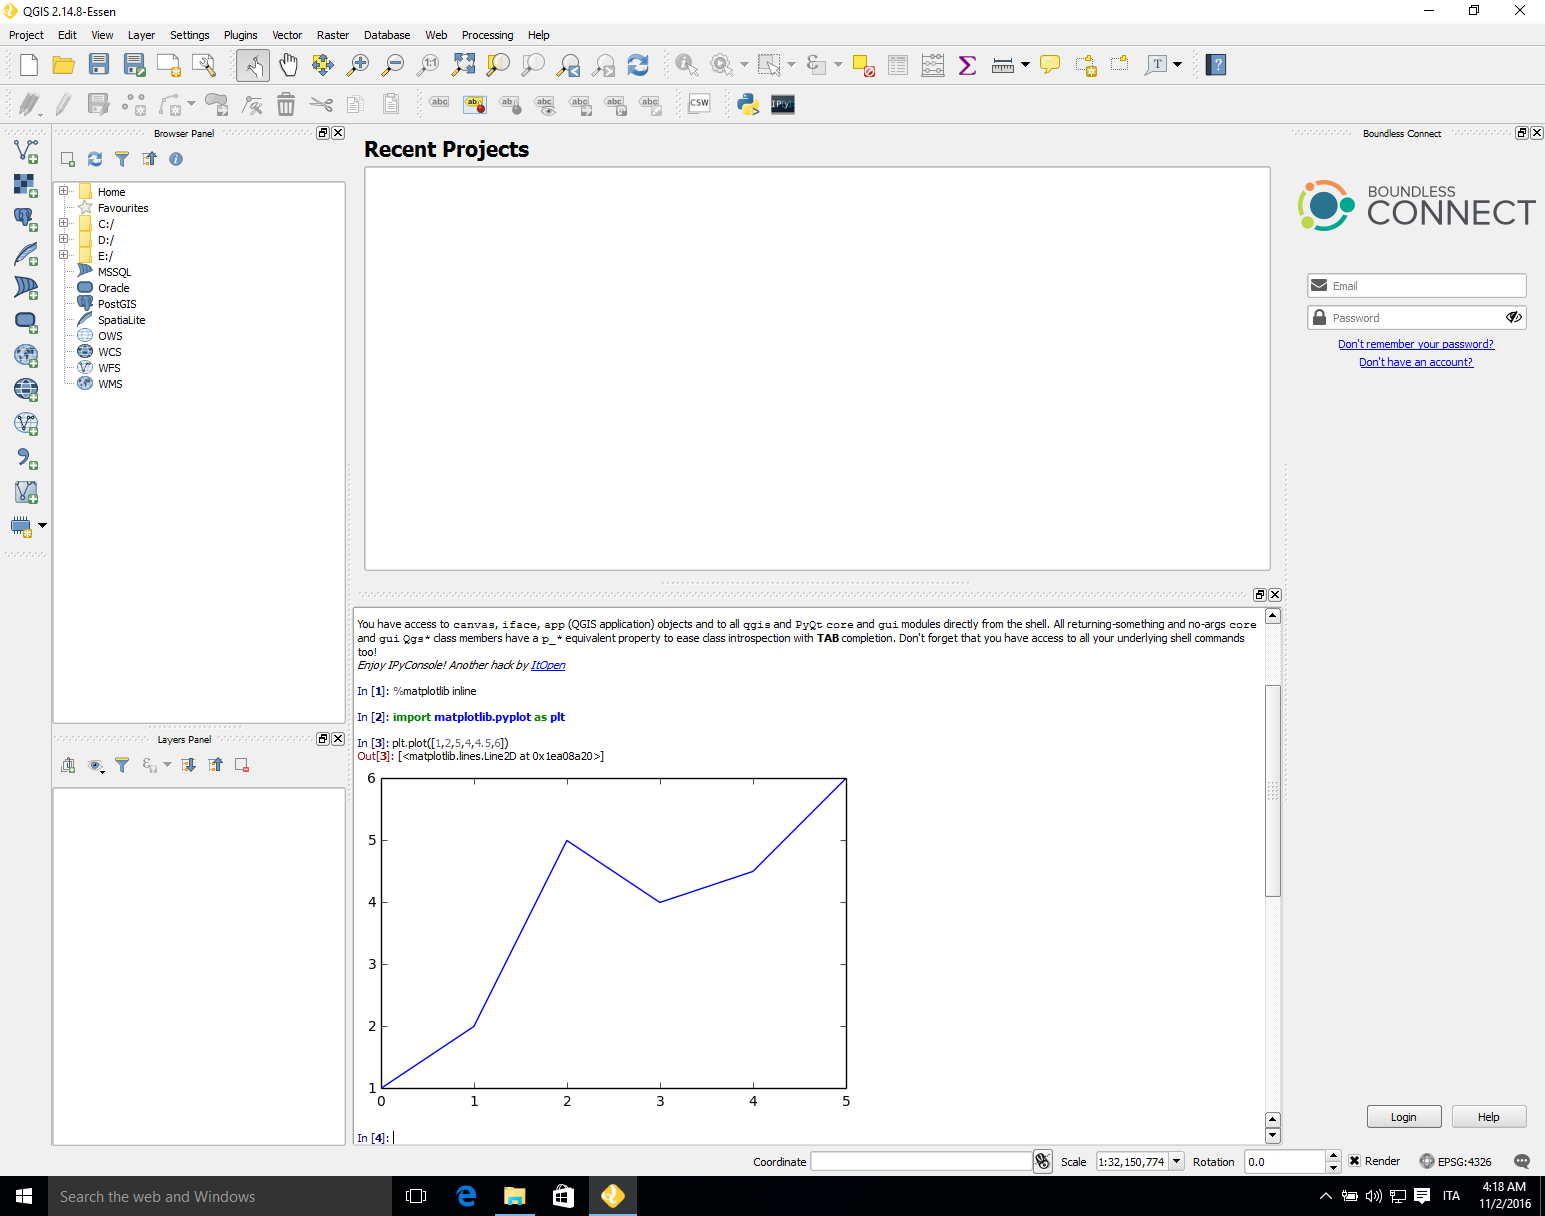 QGIS 2.14.8-Essen
Project Edit View Layer Settings Plugins Vector Raster Database Web Processing Help
abc abc abc abc abc abc abc CSW IP[y]:
Browser Panel
Home
Favourites
C:/
D:/
E:/
MSSQL
Oracle
PostGIS
SpatiaLite
OWS
WCS
WFS
WMS
Layers Panel
Recent Projects
You have access to canvas, iface, app (QGIS application) objects and to all qgis and PyQt core and gui modules directly from the shell. All returning-something and no-args core
and gui Qgs* class members have a p_* equivalent property to ease class introspection with TAB completion. Don't forget that you have access to all your underlying shell commands
too!
Enjoy IPyConsole! Another hack by ItOpen
In [1]: %matplotlib inline
In [2]: import matplotlib.pyplot as plt
In [3]: plt.plot([1,2,5,4,4.5,6])
Out[3]: [<matplotlib.lines.Line2D at 0x1ea08a20>]
6
5
4
3
2
1
0 1 2 3 4 5
In [4]:
Boundless Connect
BOUNDLESS
CONNECT
Email
Password
Don't remember your password?
Don't have an account?
Login Help
Coordinate Scale 1:32,150,774 Rotation 0.0 Render EPSG:4326
Search the web and Windows
ITA
4:18 AM
11/2/2016